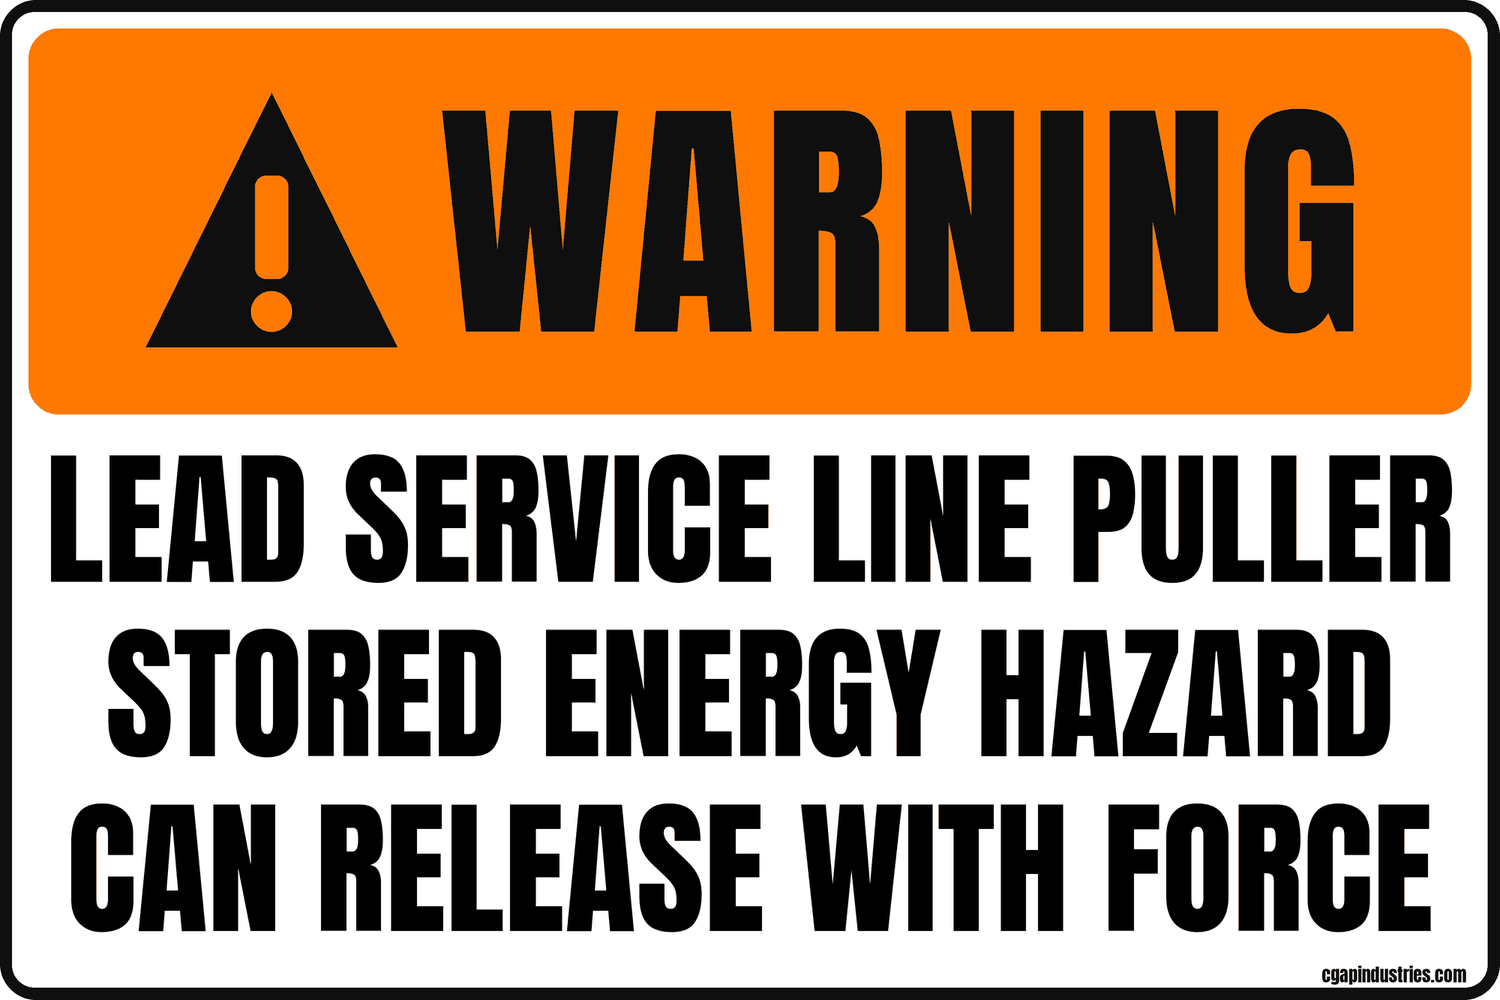 WARNING
LEAD SERVICE LINE PULLER
STORED ENERGY HAZARD
CAN RELEASE WITH FORCE
cgapindustries.com